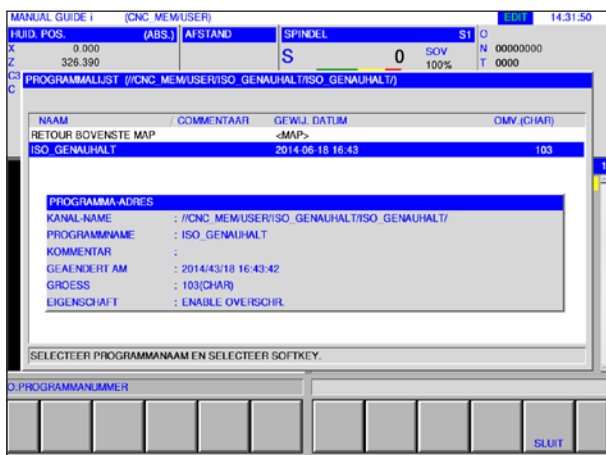 MANUAL GUIDE i (CNC_MEM/USER) EDIT 14:31:50
HUID. POS. (ABS.) AFSTAND SPINDEL S1 O
X 0.000 S 0 SOV N 00000000
Z 326.390 100% T 0000
C3 PROGRAMMALIJST (//CNC_MEM/USER/ISO_GENAUHALT/ISO_GENAUHALT/)
C
NAAM / COMMENTAAR GEWIJ. DATUM OMV.(CHAR)
RETOUR BOVENSTE MAP <MAP>
ISO_GENAUHALT 2014-06-18 16:43 103
1
PROGRAMMA-ADRES
KANAL-NAME : //CNC_MEM/USER/ISO_GENAUHALT/ISO_GENAUHALT/
PROGRAMMNAME : ISO_GENAUHALT
KOMMENTAR :
GEAENDERT AM : 2014/43/18 16:43:42
GROESS : 103(CHAR)
EIGENSCHAFT : ENABLE OVERSCHR.
SELECTEER PROGRAMMANAAM EN SELECTEER SOFTKEY.
O:PROGRAMMANUMMER
SLUIT